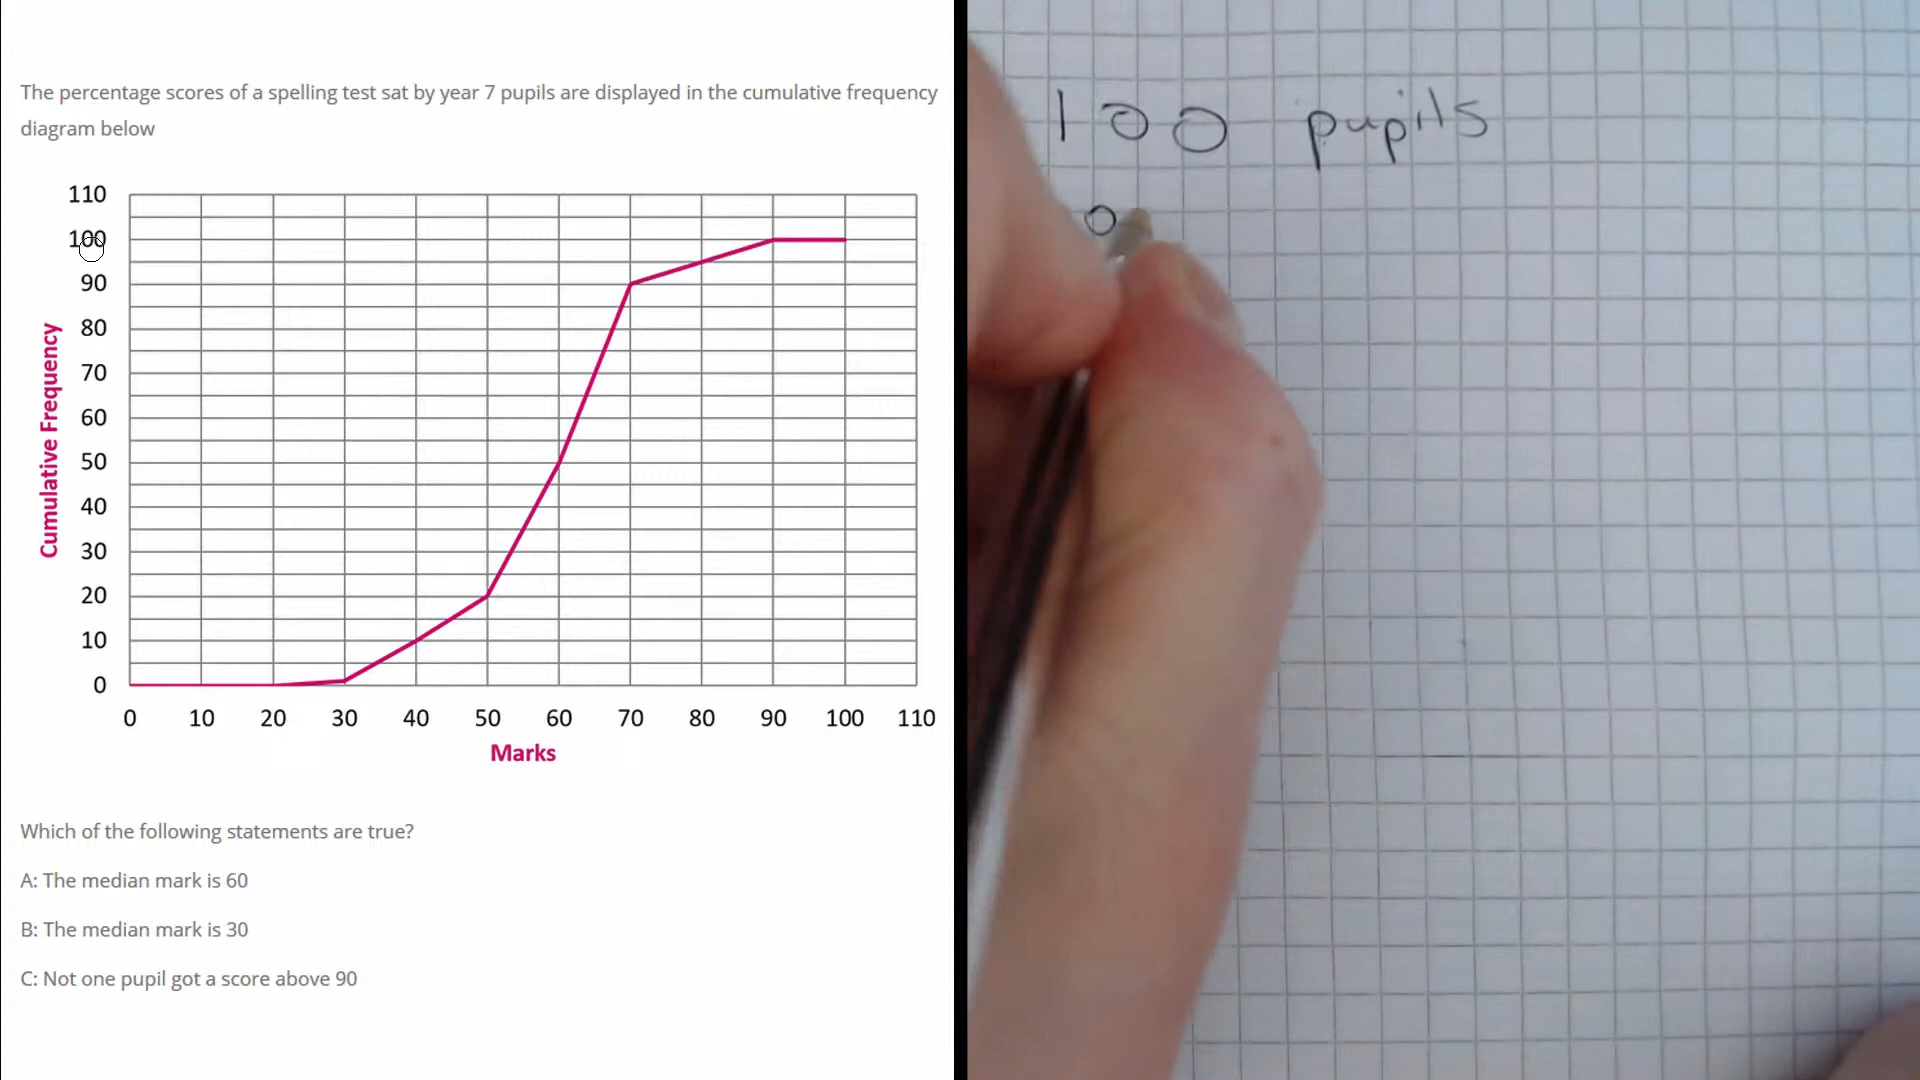 The percentage scores of a spelling test sat by year 7 pupils are displayed in the cumulative frequency
diagram below
110
100
90
80
70
60
50
40
30
20
10
0
Cumulative Frequency
0 10 20 30 40 50 60 70 80 90 100 110
Marks
Which of the following statements are true?
A: The median mark is 60
B: The median mark is 30
C: Not one pupil got a score above 90
100 pupils
0